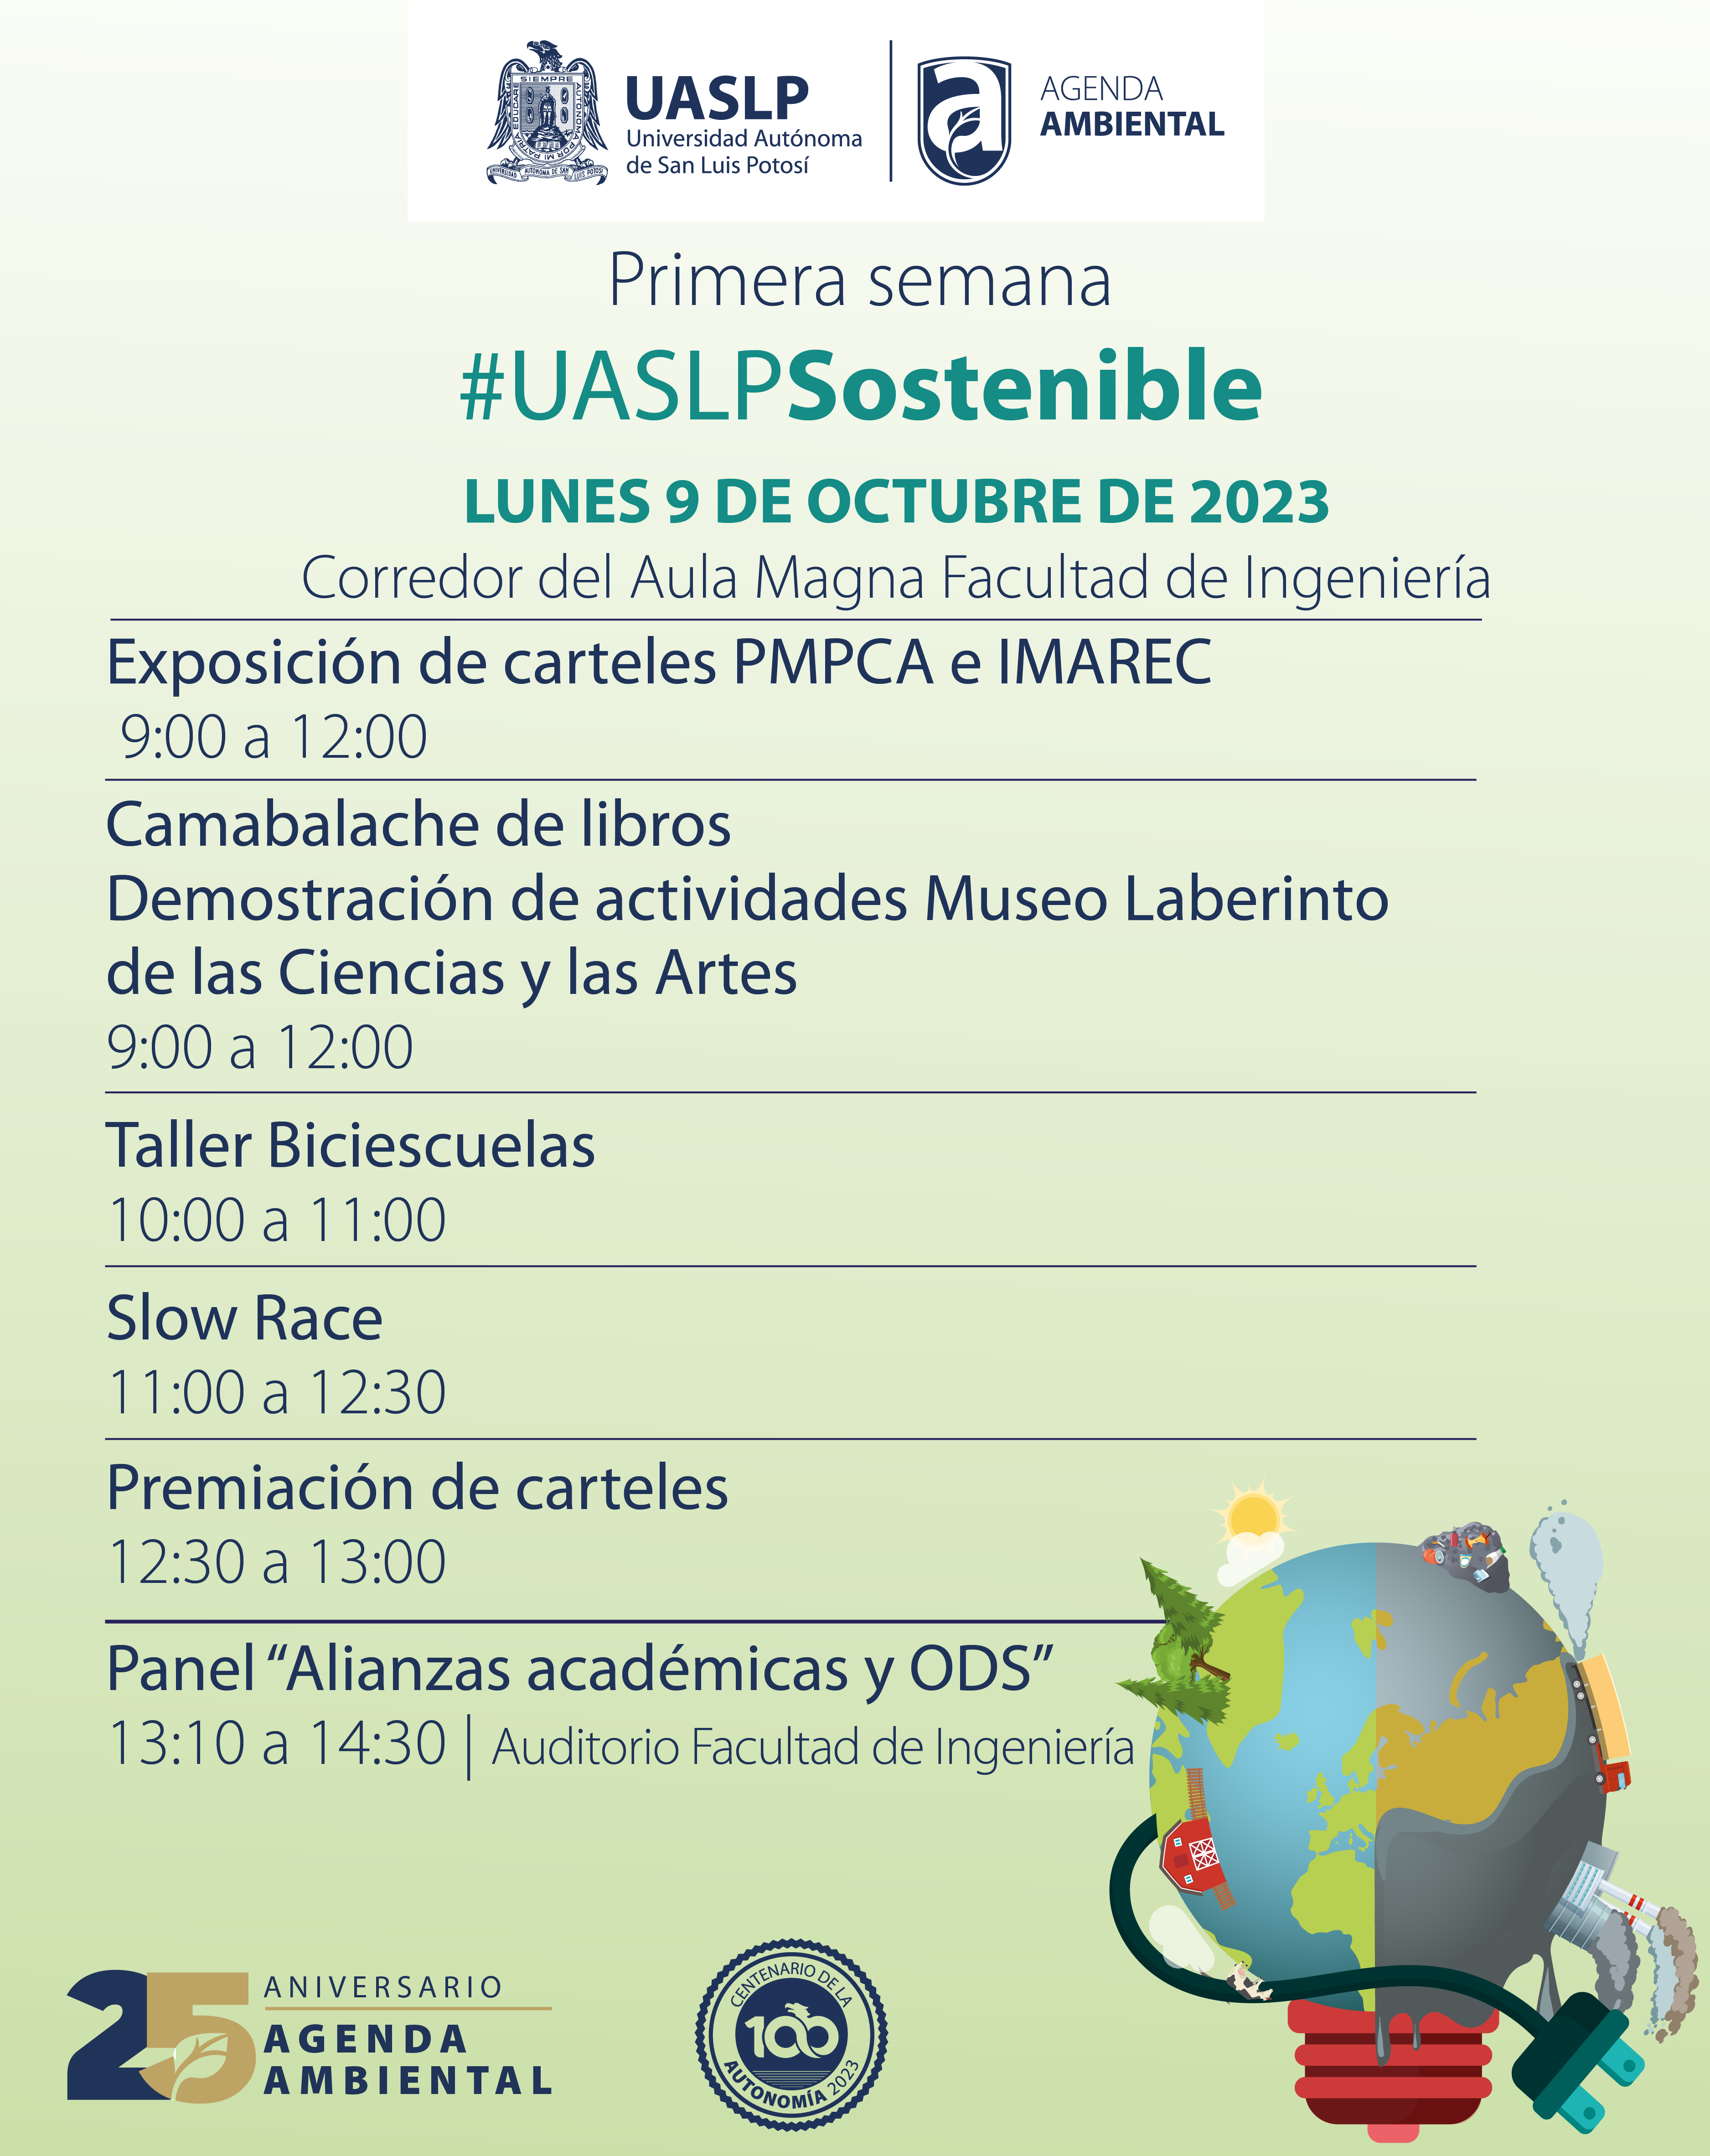 SIEMPRE AUTONOMA POR MI PATRIA EDUCARE
UNIVERSIDAD AUTONOMA DE SAN LUIS POTOSI
UASLP
Universidad Autónoma
de San Luis Potosí
AGENDA
AMBIENTAL
Primera semana
#UASLPSostenible
LUNES 9 DE OCTUBRE DE 2023
Corredor del Aula Magna Facultad de Ingeniería
Exposición de carteles PMPCA e IMAREC
9:00 a 12:00
Camabalache de libros
Demostración de actividades Museo Laberinto
de las Ciencias y las Artes
9:00 a 12:00
Taller Biciescuelas
10:00 a 11:00
Slow Race
11:00 a 12:30
Premiación de carteles
12:30 a 13:00
Panel “Alianzas académicas y ODS”
13:10 a 14:30 | Auditorio Facultad de Ingeniería
25 ANIVERSARIO
AGENDA
AMBIENTAL
CENTENARIO DE LA
100
AUTONOMÍA 2023